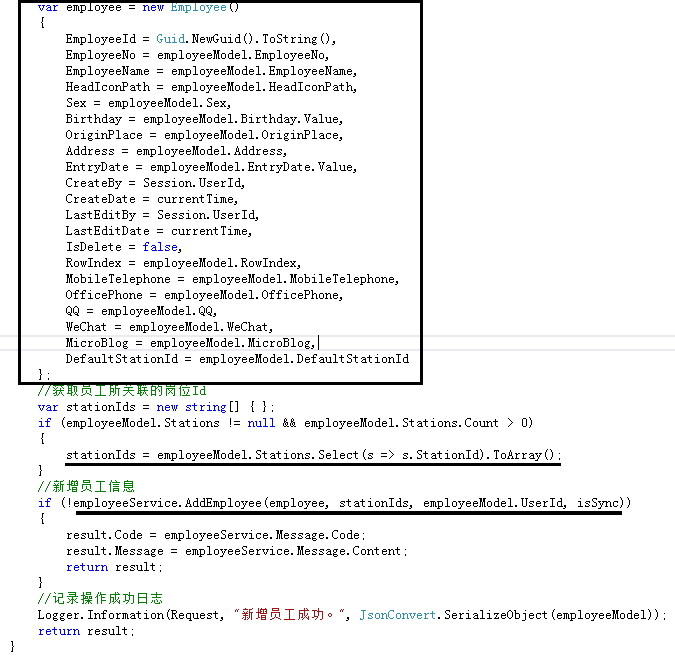 var employee = new Employee()
{
EmployeeId = Guid.NewGuid().ToString(),
EmployeeNo = employeeModel.EmployeeNo,
EmployeeName = employeeModel.EmployeeName,
HeadIconPath = employeeModel.HeadIconPath,
Sex = employeeModel.Sex,
Birthday = employeeModel.Birthday.Value,
OriginPlace = employeeModel.OriginPlace,
Address = employeeModel.Address,
EntryDate = employeeModel.EntryDate.Value,
CreateBy = Session.UserId,
CreateDate = currentTime,
LastEditBy = Session.UserId,
LastEditDate = currentTime,
IsDelete = false,
RowIndex = employeeModel.RowIndex,
MobileTelephone = employeeModel.MobileTelephone,
OfficePhone = employeeModel.OfficePhone,
QQ = employeeModel.QQ,
WeChat = employeeModel.WeChat,
MicroBlog = employeeModel.MicroBlog,
DefaultStationId = employeeModel.DefaultStationId
};
//获取员工所关联的岗位Id
var stationIds = new string[] { };
if (employeeModel.Stations != null && employeeModel.Stations.Count > 0)
{
stationIds = employeeModel.Stations.Select(s => s.StationId).ToArray();
}
//新增员工信息
if (!employeeService.AddEmployee(employee, stationIds, employeeModel.UserId, isSync))
{
result.Code = employeeService.Message.Code;
result.Message = employeeService.Message.Content;
return result;
}
//记录操作成功日志
Logger.Information(Request, "新增员工成功。", JsonConvert.SerializeObject(employeeModel));
return result;
}